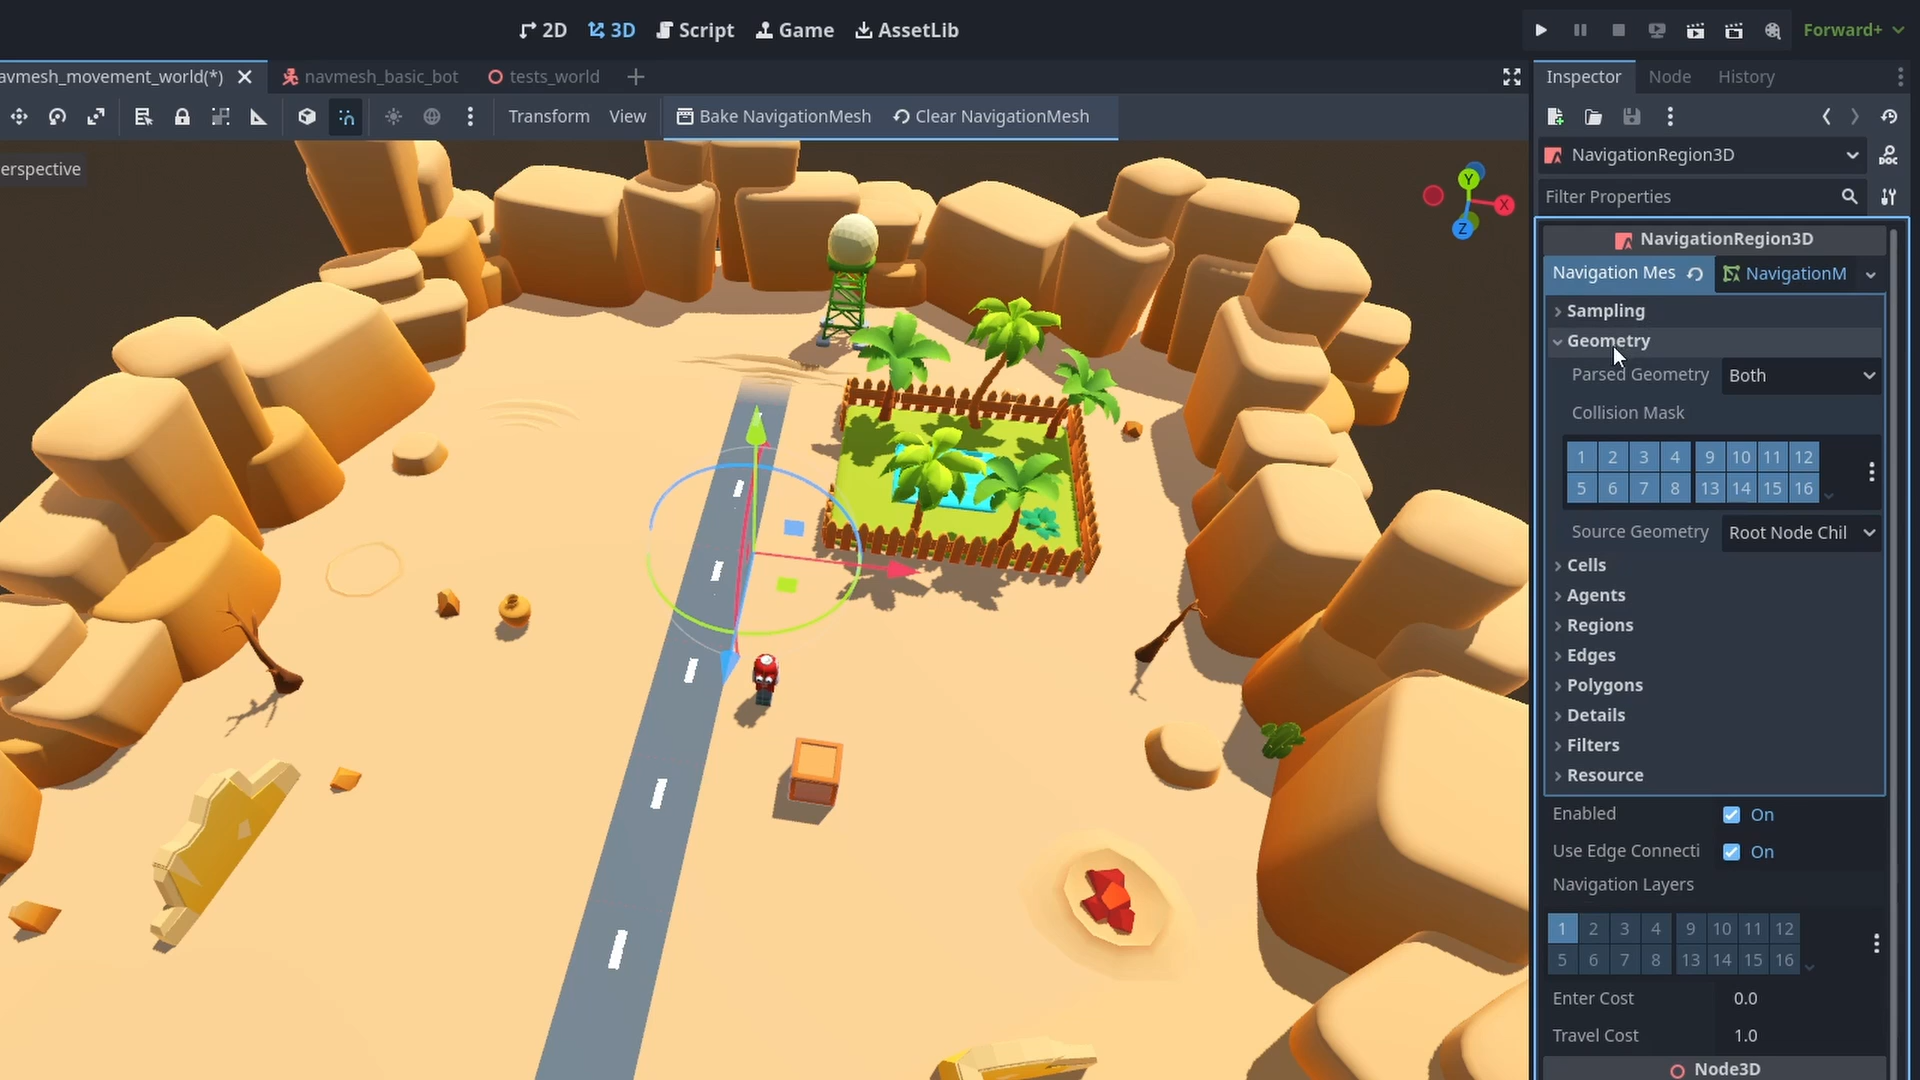 2D 3D Script Game AssetLib Forward+
avmesh_movement_world(*) navmesh_basic_bot tests_world
Inspector Node History
Transform View Bake NavigationMesh Clear NavigationMesh
erspective
NavigationRegion3D
Filter Properties
Y
X
Z
NavigationRegion3D
Navigation Mes NavigationM
Sampling
Geometry
Parsed Geometry Both
Collision Mask
1 2 3 4 9 10 11 12
5 6 7 8 13 14 15 16
Source Geometry Root Node Chil
Cells
Agents
Regions
Edges
Polygons
Details
Filters
Resource
Enabled On
Use Edge Connecti On
Navigation Layers
1 2 3 4 9 10 11 12
5 6 7 8 13 14 15 16
Enter Cost 0.0
Travel Cost 1.0
Node3D